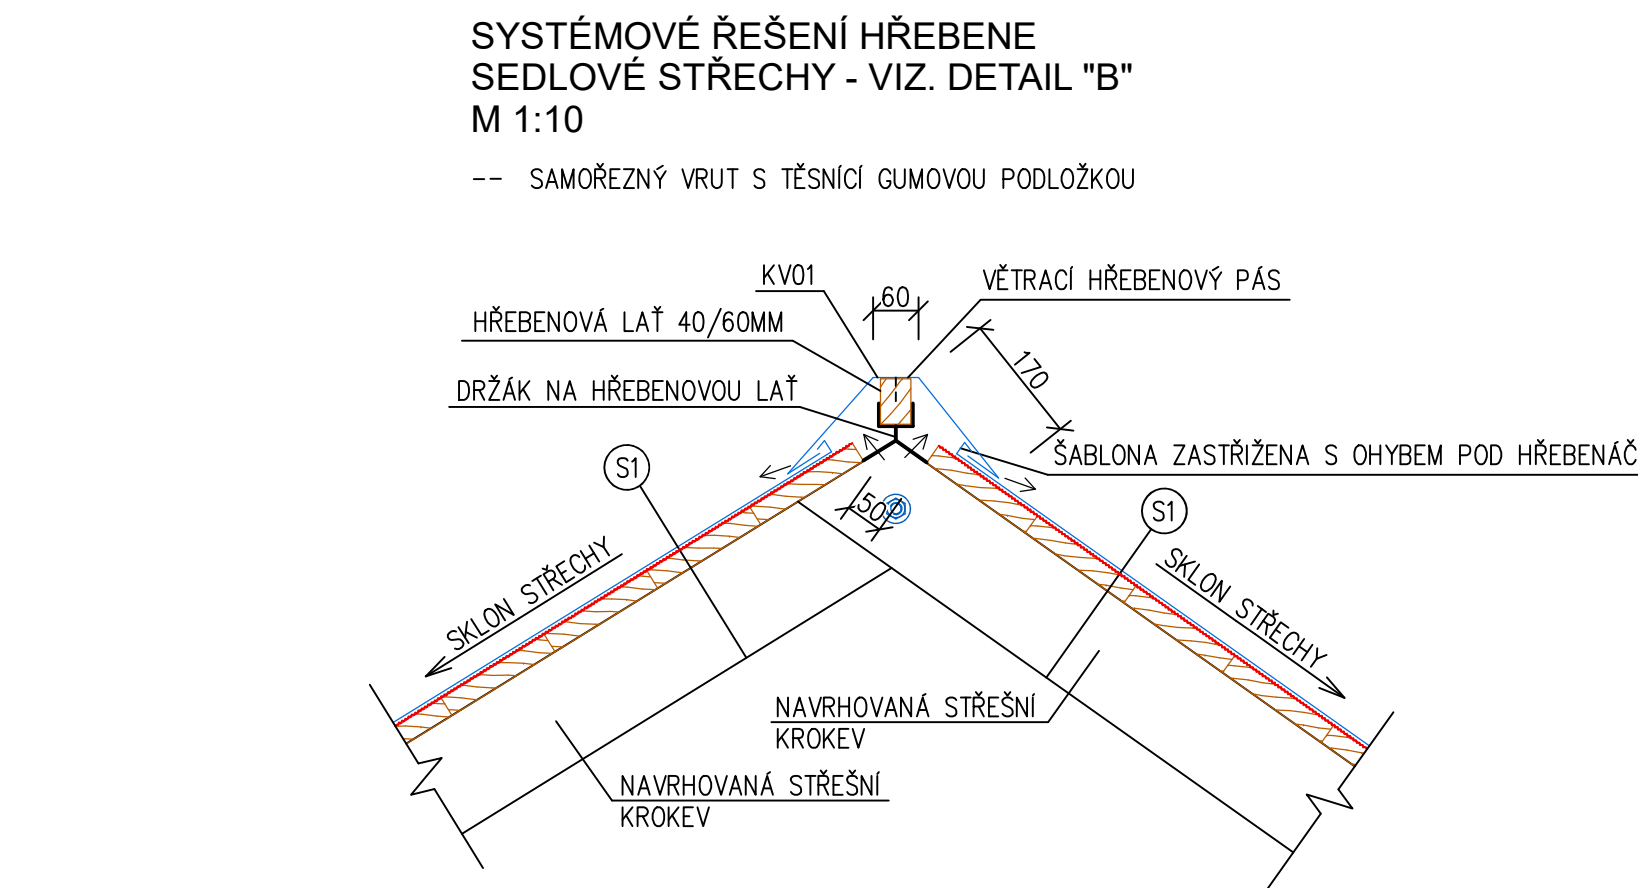 SYSTÉMOVÉ ŘEŠENÍ HŘEBENE
SEDLOVÉ STŘECHY - VIZ. DETAIL "B"
M 1:10
-- SAMOŘEZNÝ VRUT S TĚSNÍCÍ GUMOVOU PODLOŽKOU
KV01
60
VĚTRACÍ HŘEBENOVÝ PÁS
HŘEBENOVÁ LAŤ 40/60MM
170
DRŽÁK NA HŘEBENOVOU LAŤ
ŠABLONA ZASTŘIŽENA S OHYBEM POD HŘEBENÁČ
S1
50
S1
SKLON STŘECHY
SKLON STŘECHY
NAVRHOVANÁ STŘEŠNÍ
KROKEV
NAVRHOVANÁ STŘEŠNÍ
KROKEV